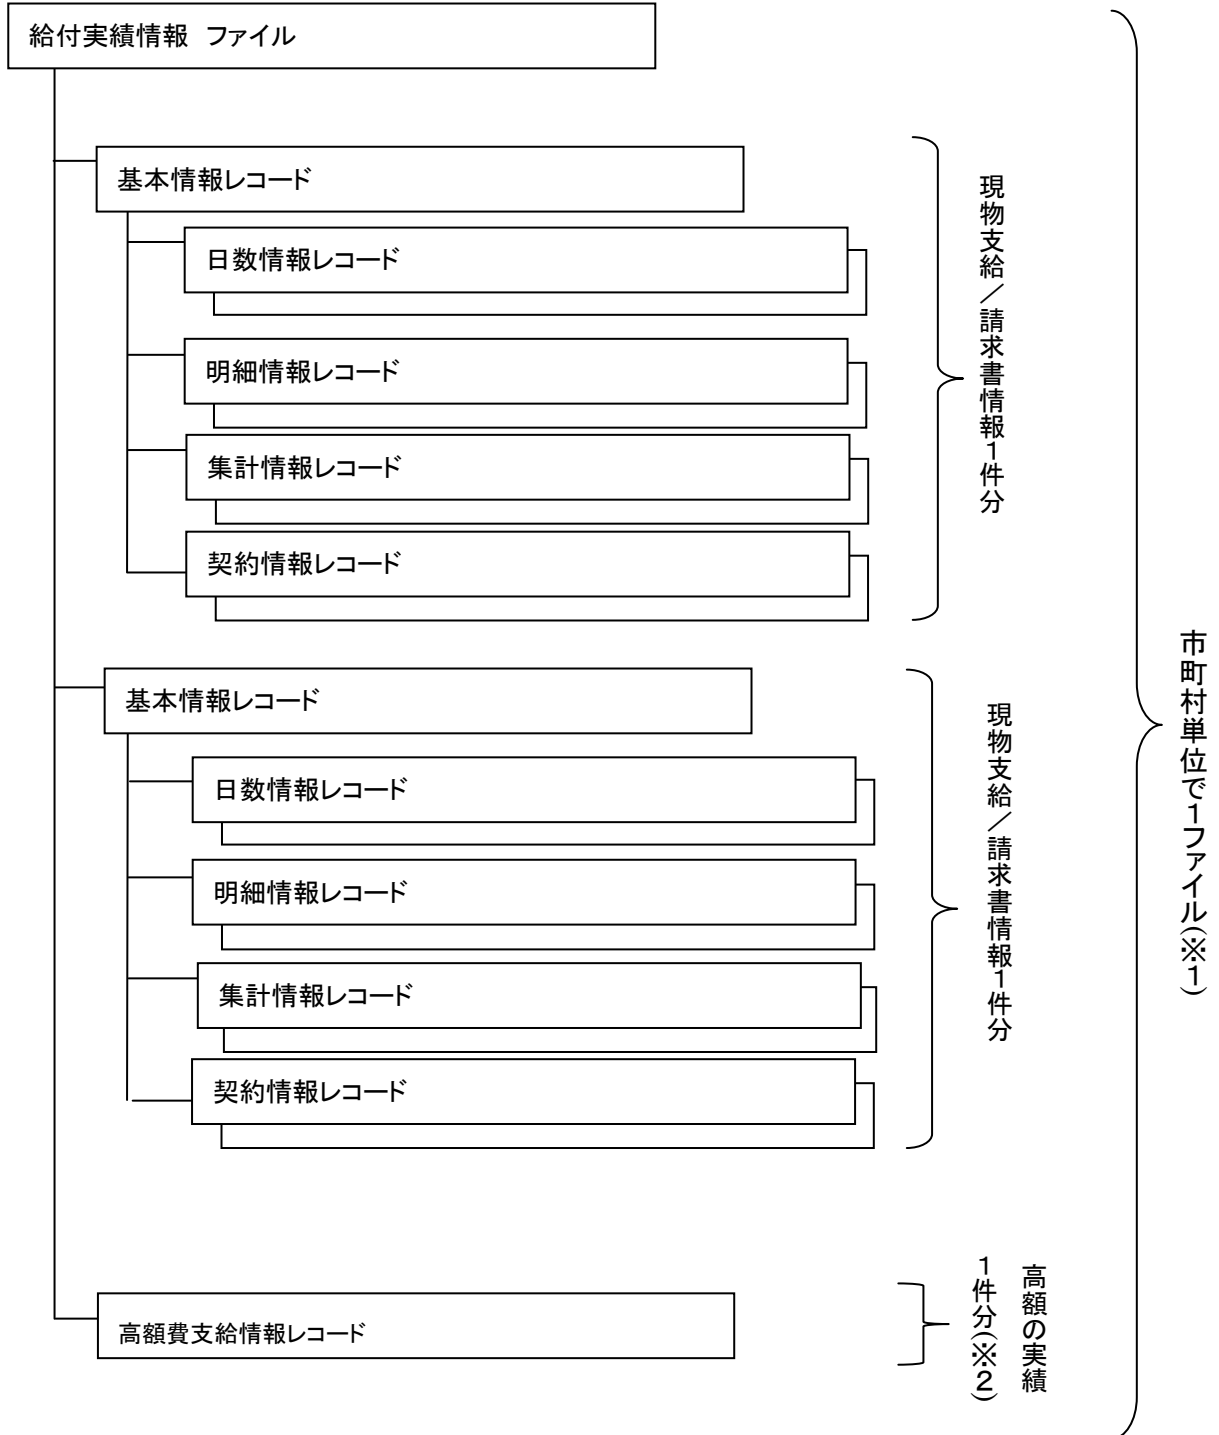 給付実績情報　ファイル
基本情報レコード
日数情報レコード
明細情報レコード
集計情報レコード
契約情報レコード
現物支給／請求書情報１件分
基本情報レコード
日数情報レコード
明細情報レコード
集計情報レコード
契約情報レコード
現物支給／請求書情報１件分
高額費支給情報レコード
高額の実績
１件分(※２)
市町村単位で１ファイル(※１)